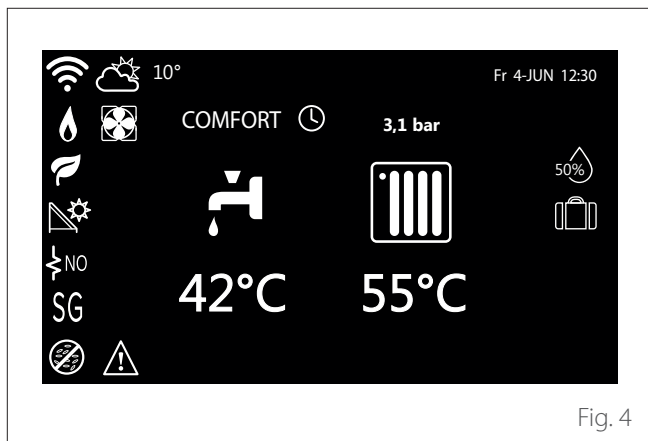 10°
Fr 4-JUN 12:30
COMFORT
3,1 bar
50%
NO
42°C
55°C
SG
Fig. 4